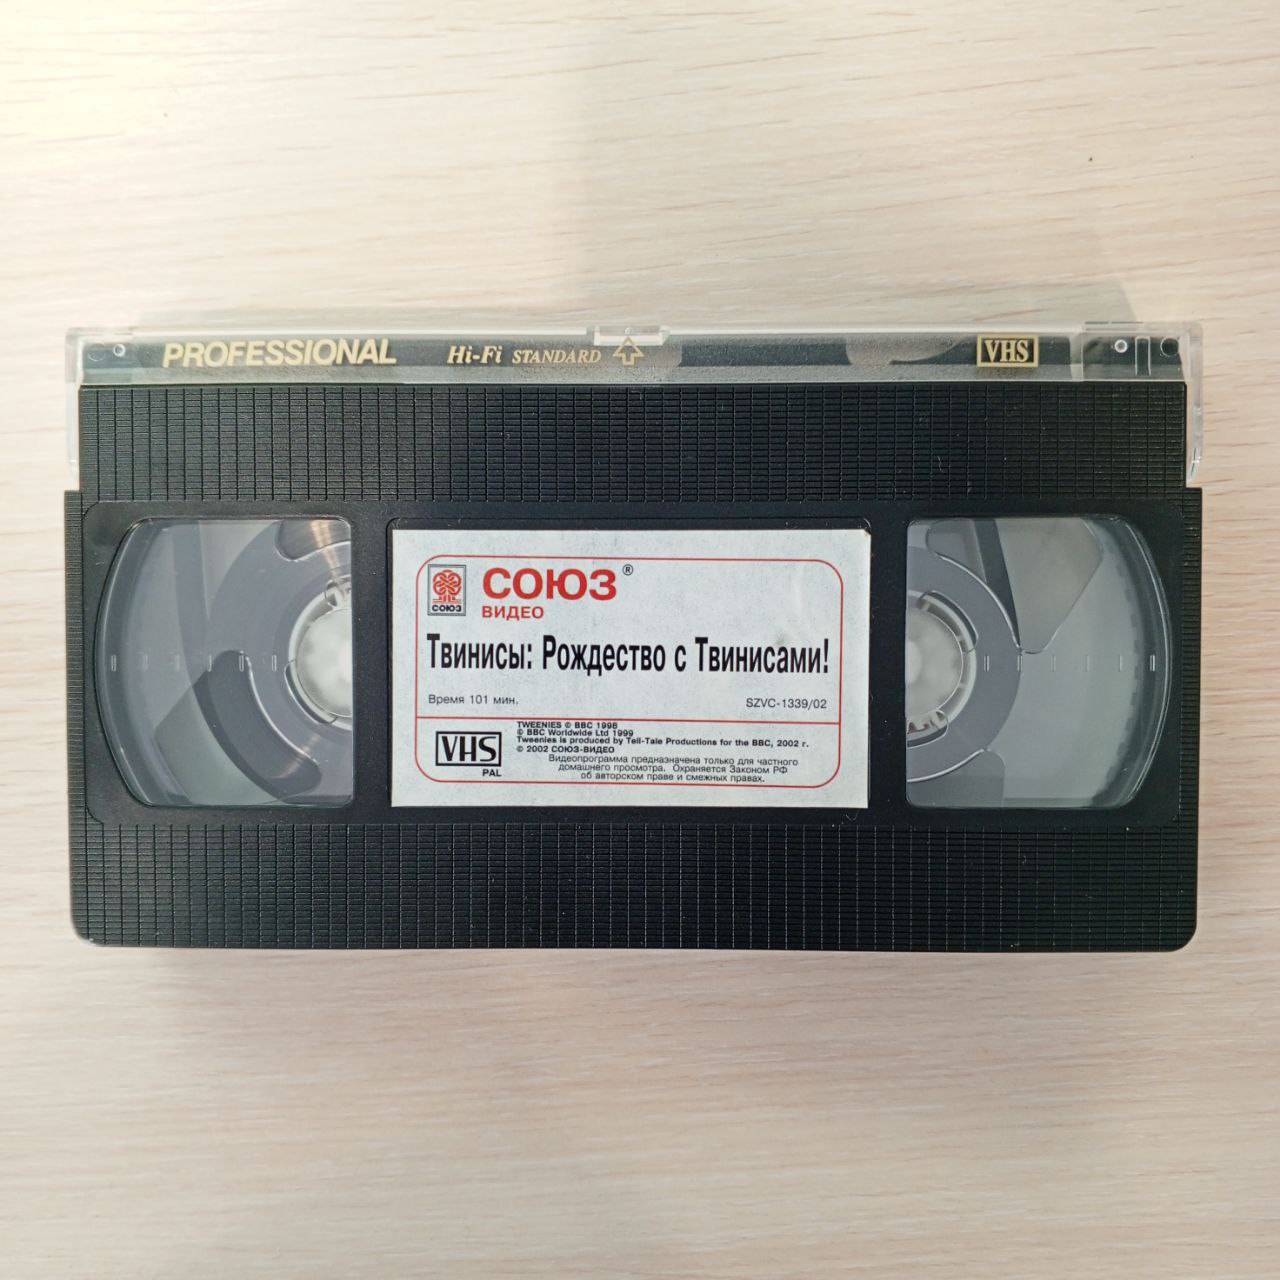 PROFESSIONAL Hi-Fi STANDARD VHS
СОЮЗ®
СОЮЗ
ВИДЕО
Твинисы: Рождество с Твинисами!
Время 101 мин. SZVC-1339/02
TWEENIES © BBC 1998
© BBC Worldwide Ltd 1999
Tweenies is produced by Tell-Tale Productions for the BBC, 2002 г.
© 2002 СОЮЗ-ВИДЕО
VHS
PAL
Видеопрограмма предназначена только для частного
домашнего просмотра. Охраняется Законом РФ
об авторском праве и смежных правах.